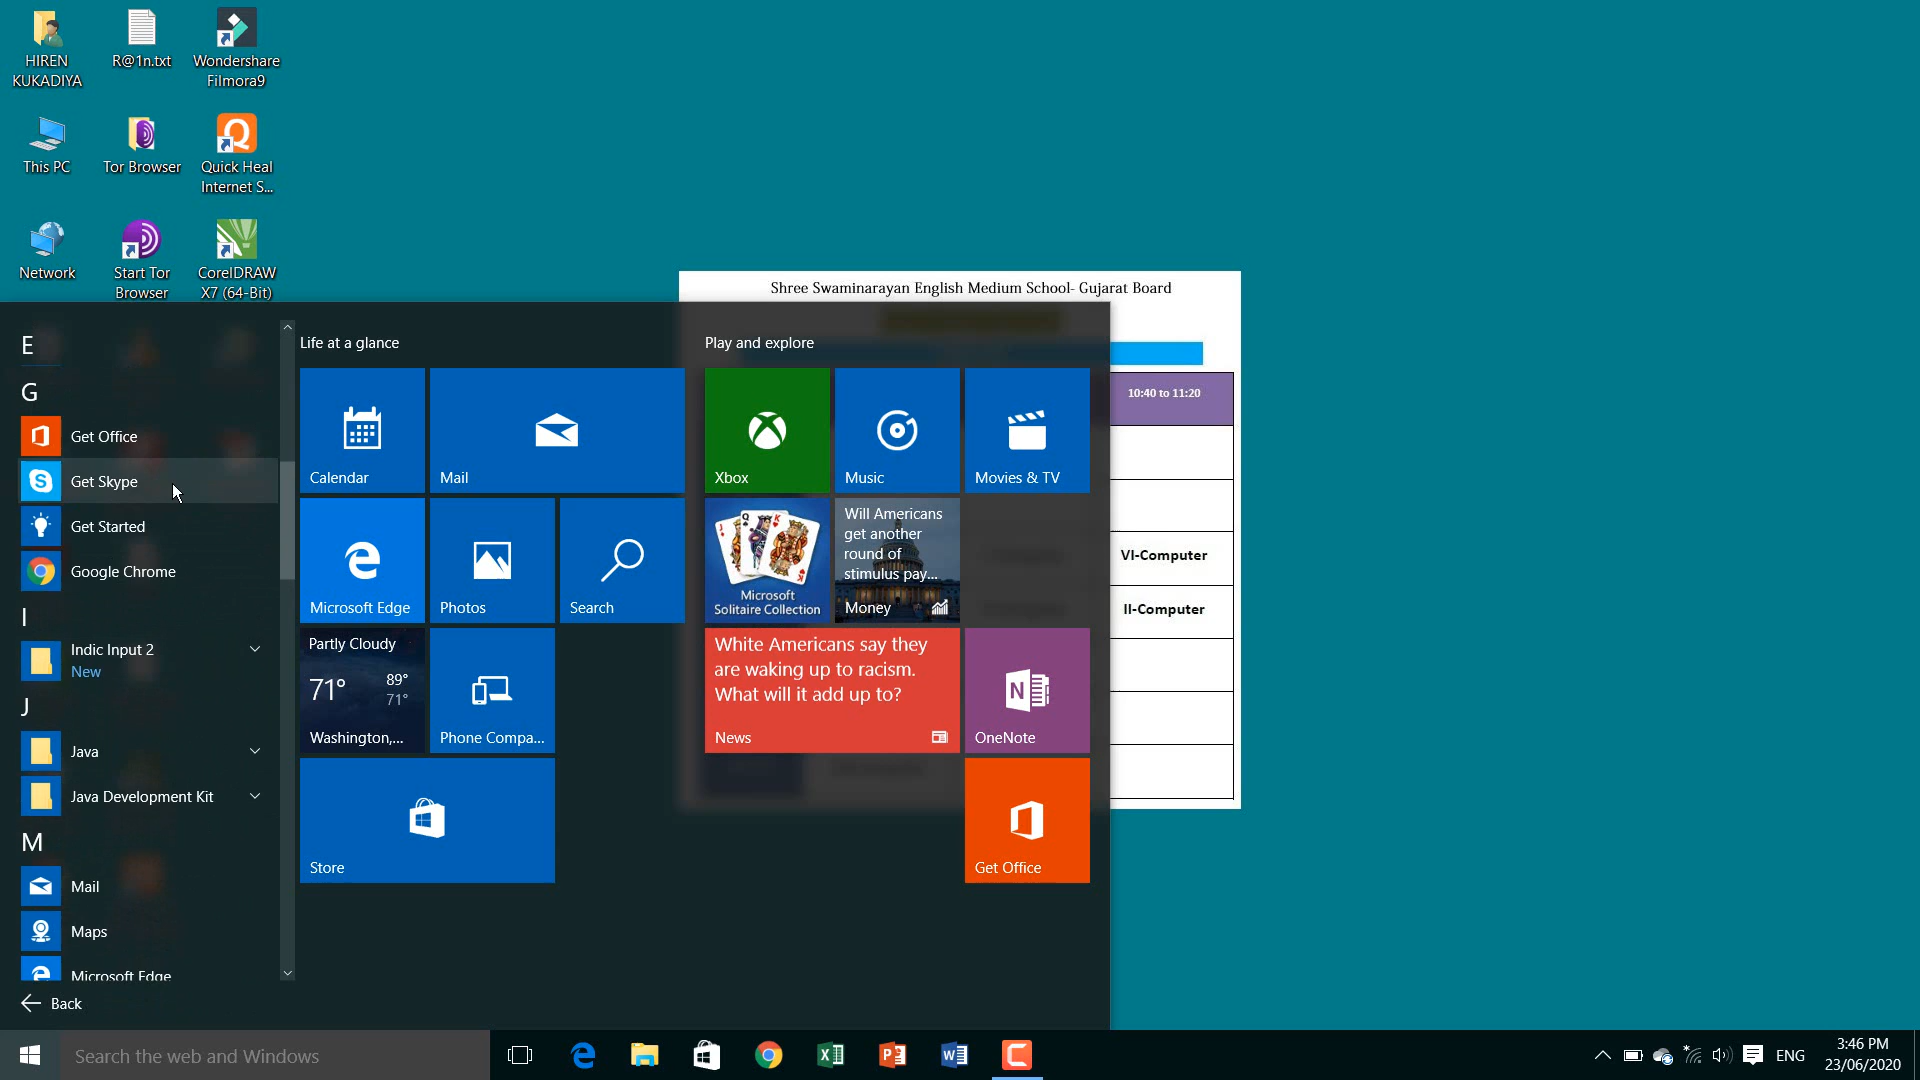 HIREN
KUKADIYA
R@1n.txt
Wondershare
Filmora9
This PC
Tor Browser
Quick Heal
Internet S...
Network
Start Tor
Browser
CorelDRAW
X7 (64-Bit)
Shree Swaminarayan English Medium School- Gujarat Board
10:40 to 11:20
VI-Computer
II-Computer
E
G
Get Office
Get Skype
Get Started
Google Chrome
I
Indic Input 2
New
J
Java
Java Development Kit
M
Mail
Maps
Microsoft Edge
Back
Life at a glance
Calendar
Mail
Microsoft Edge
Photos
Search
Partly Cloudy
71°
89°
71°
Washington,...
Phone Compa...
Store
Play and explore
Xbox
Music
Movies & TV
Microsoft
Solitaire Collection
Will Americans
get another
round of
stimulus pay...
Money
White Americans say they
are waking up to racism.
What will it add up to?
News
OneNote
Get Office
Search the web and Windows
ENG
3:46 PM
23/06/2020